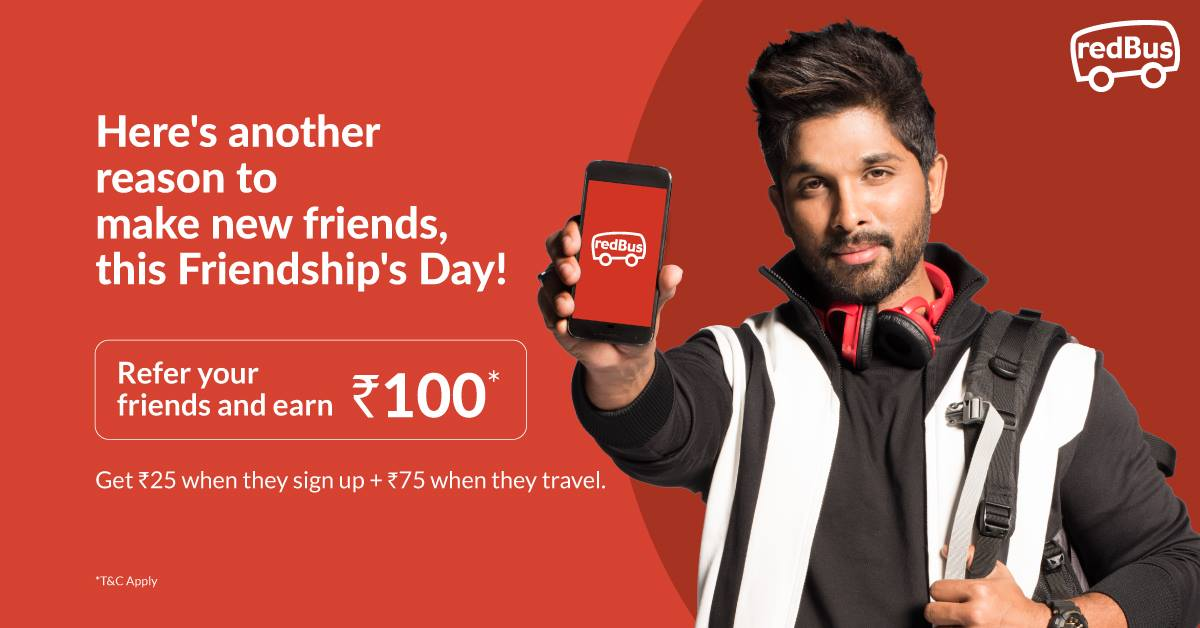 redBus
Here's another
reason to
make new friends,
this Friendship's Day!
redBus
Refer your
friends and earn ₹100*
Get ₹25 when they sign up + ₹75 when they travel.
*T&C Apply